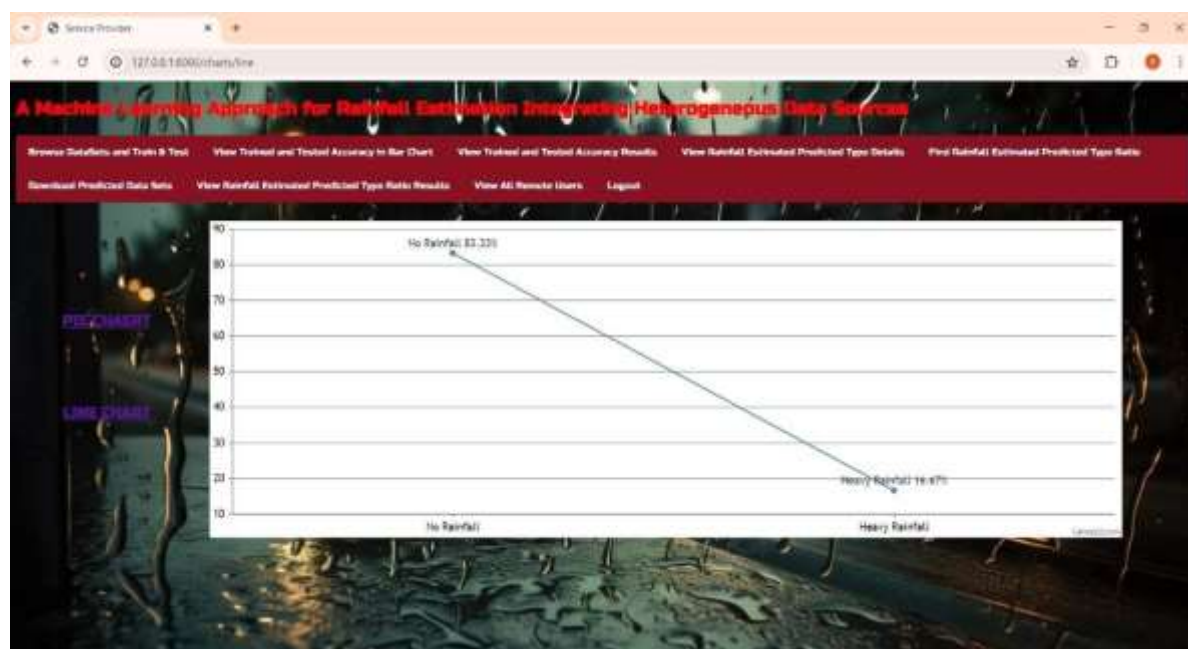 Service Provider
127.0.0.1:8000/charts/line
A Machine Learning Approach for Rainfall Estimation Integrating Heterogeneous Data Sources
Browse DataSets and Train & Test View Trained and Tested Accuracy in Bar Chart View Trained and Tested Accuracy Results View Rainfall Estimated Predicted Type Details Find Rainfall Estimated Predicted Type Ratio
Download Predicted Data Sets View Rainfall Estimated Predicted Type Ratio Results View All Remote Users Logout
90
No Rainfall 83.33%
80
70
PIE CHART
60
50
LINE CHART
40
30
20
Heavy Rainfall 16.67%
10
No Rainfall Heavy Rainfall